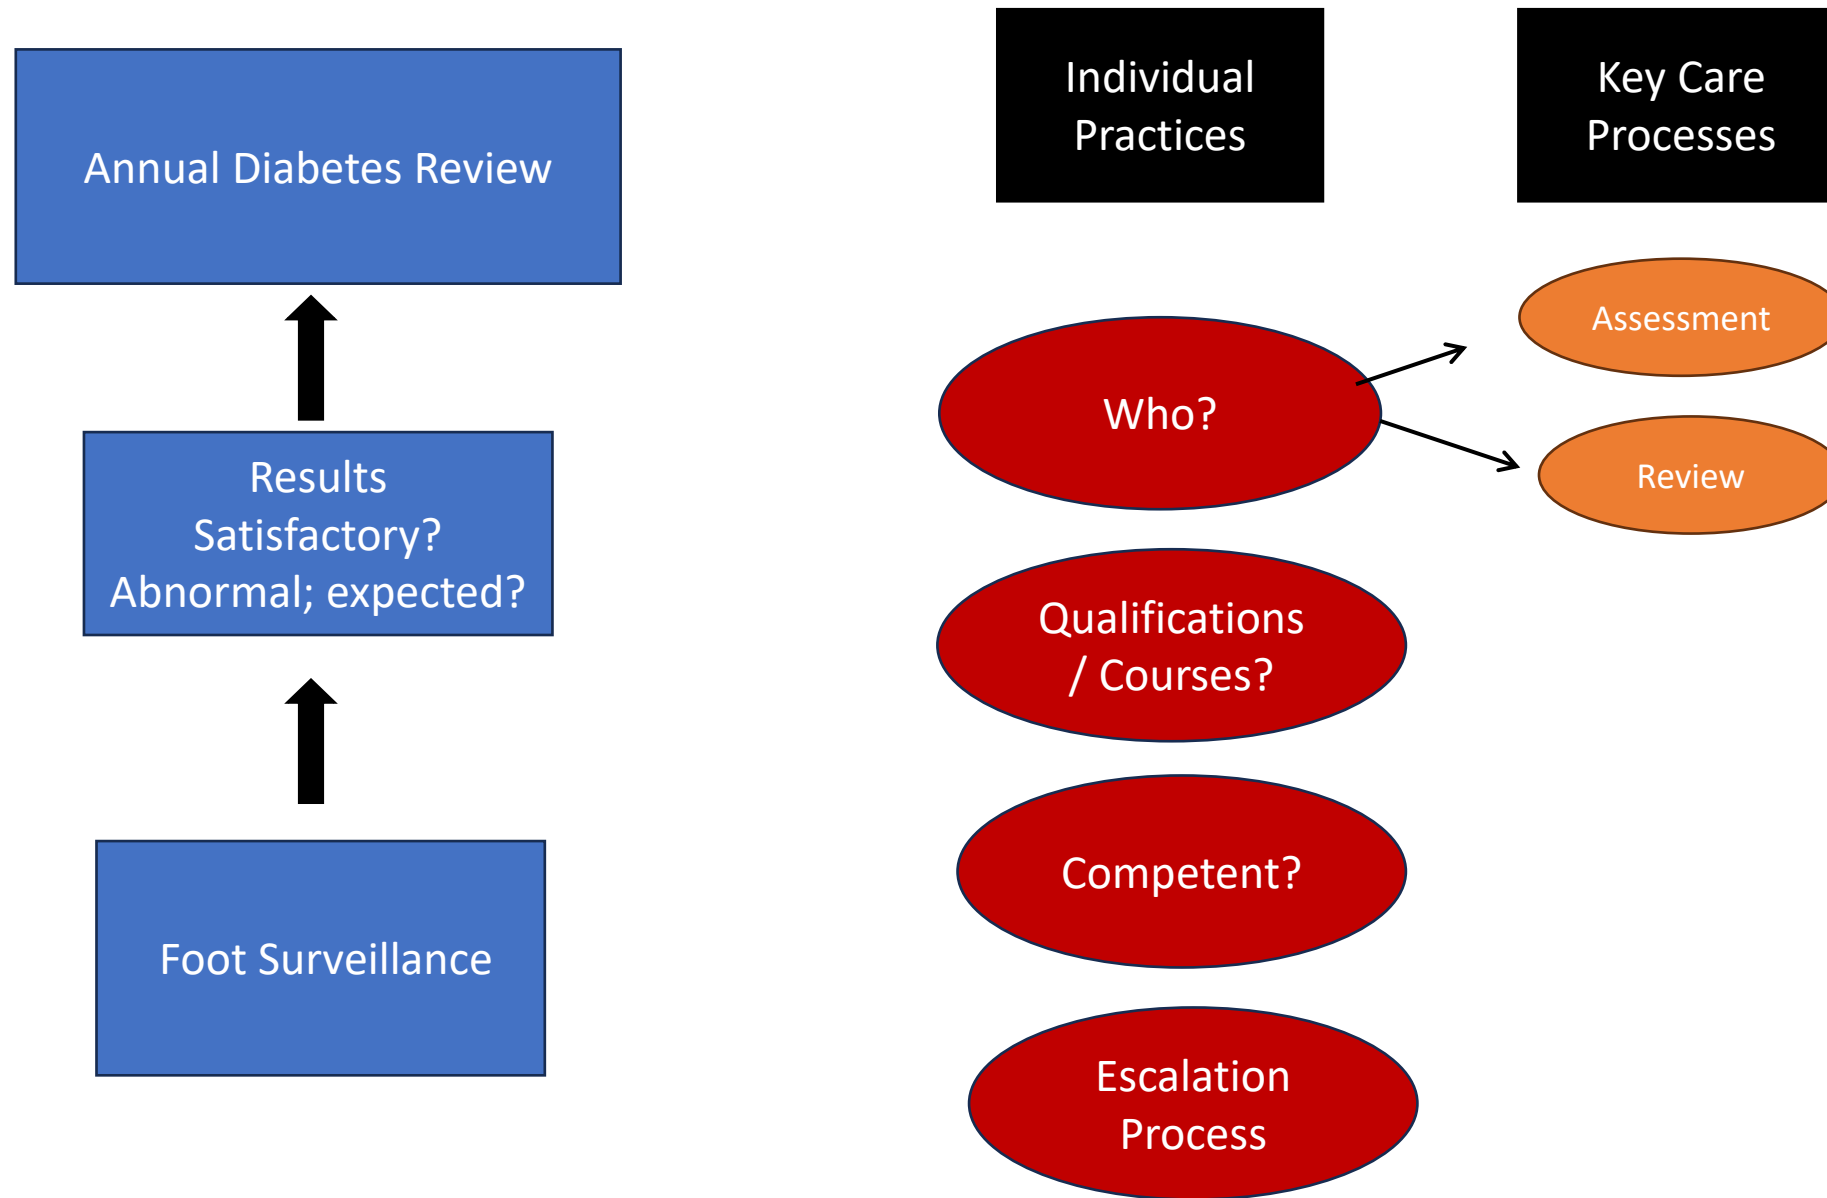 Annual Diabetes Review
Results
Satisfactory?
Abnormal; expected?
Foot Surveillance
Individual
Practices
Who?
Qualifications
/ Courses?
Competent?
Escalation
Process
Key Care
Processes
Assessment
Review